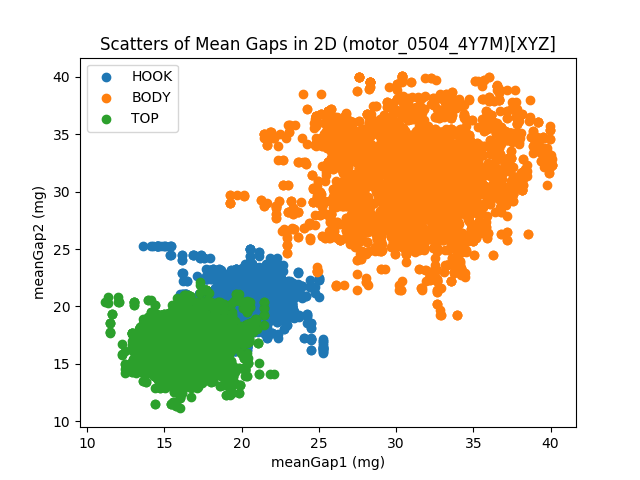 Scatters of Mean Gaps in 2D (motor_0504_4Y7M)[XYZ]
HOOK
BODY
TOP
40
35
30
25
20
15
10
meanGap2 (mg)
10 15 20 25 30 35 40
meanGap1 (mg)